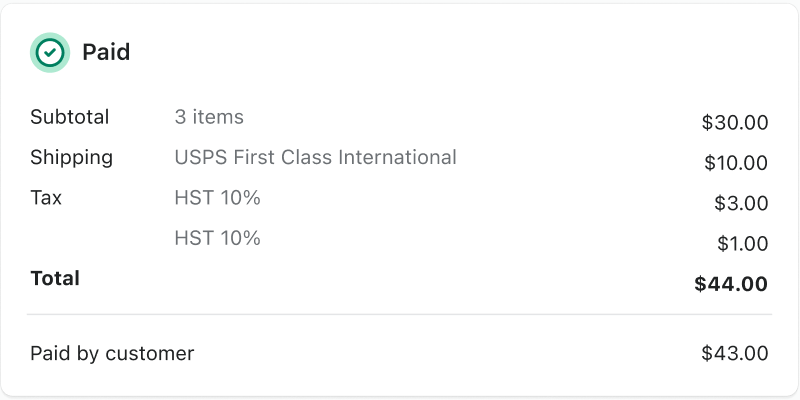 Paid
Subtotal 3 items $30.00
Shipping USPS First Class International $10.00
Tax HST 10% $3.00
HST 10% $1.00
Total $44.00
Paid by customer $43.00